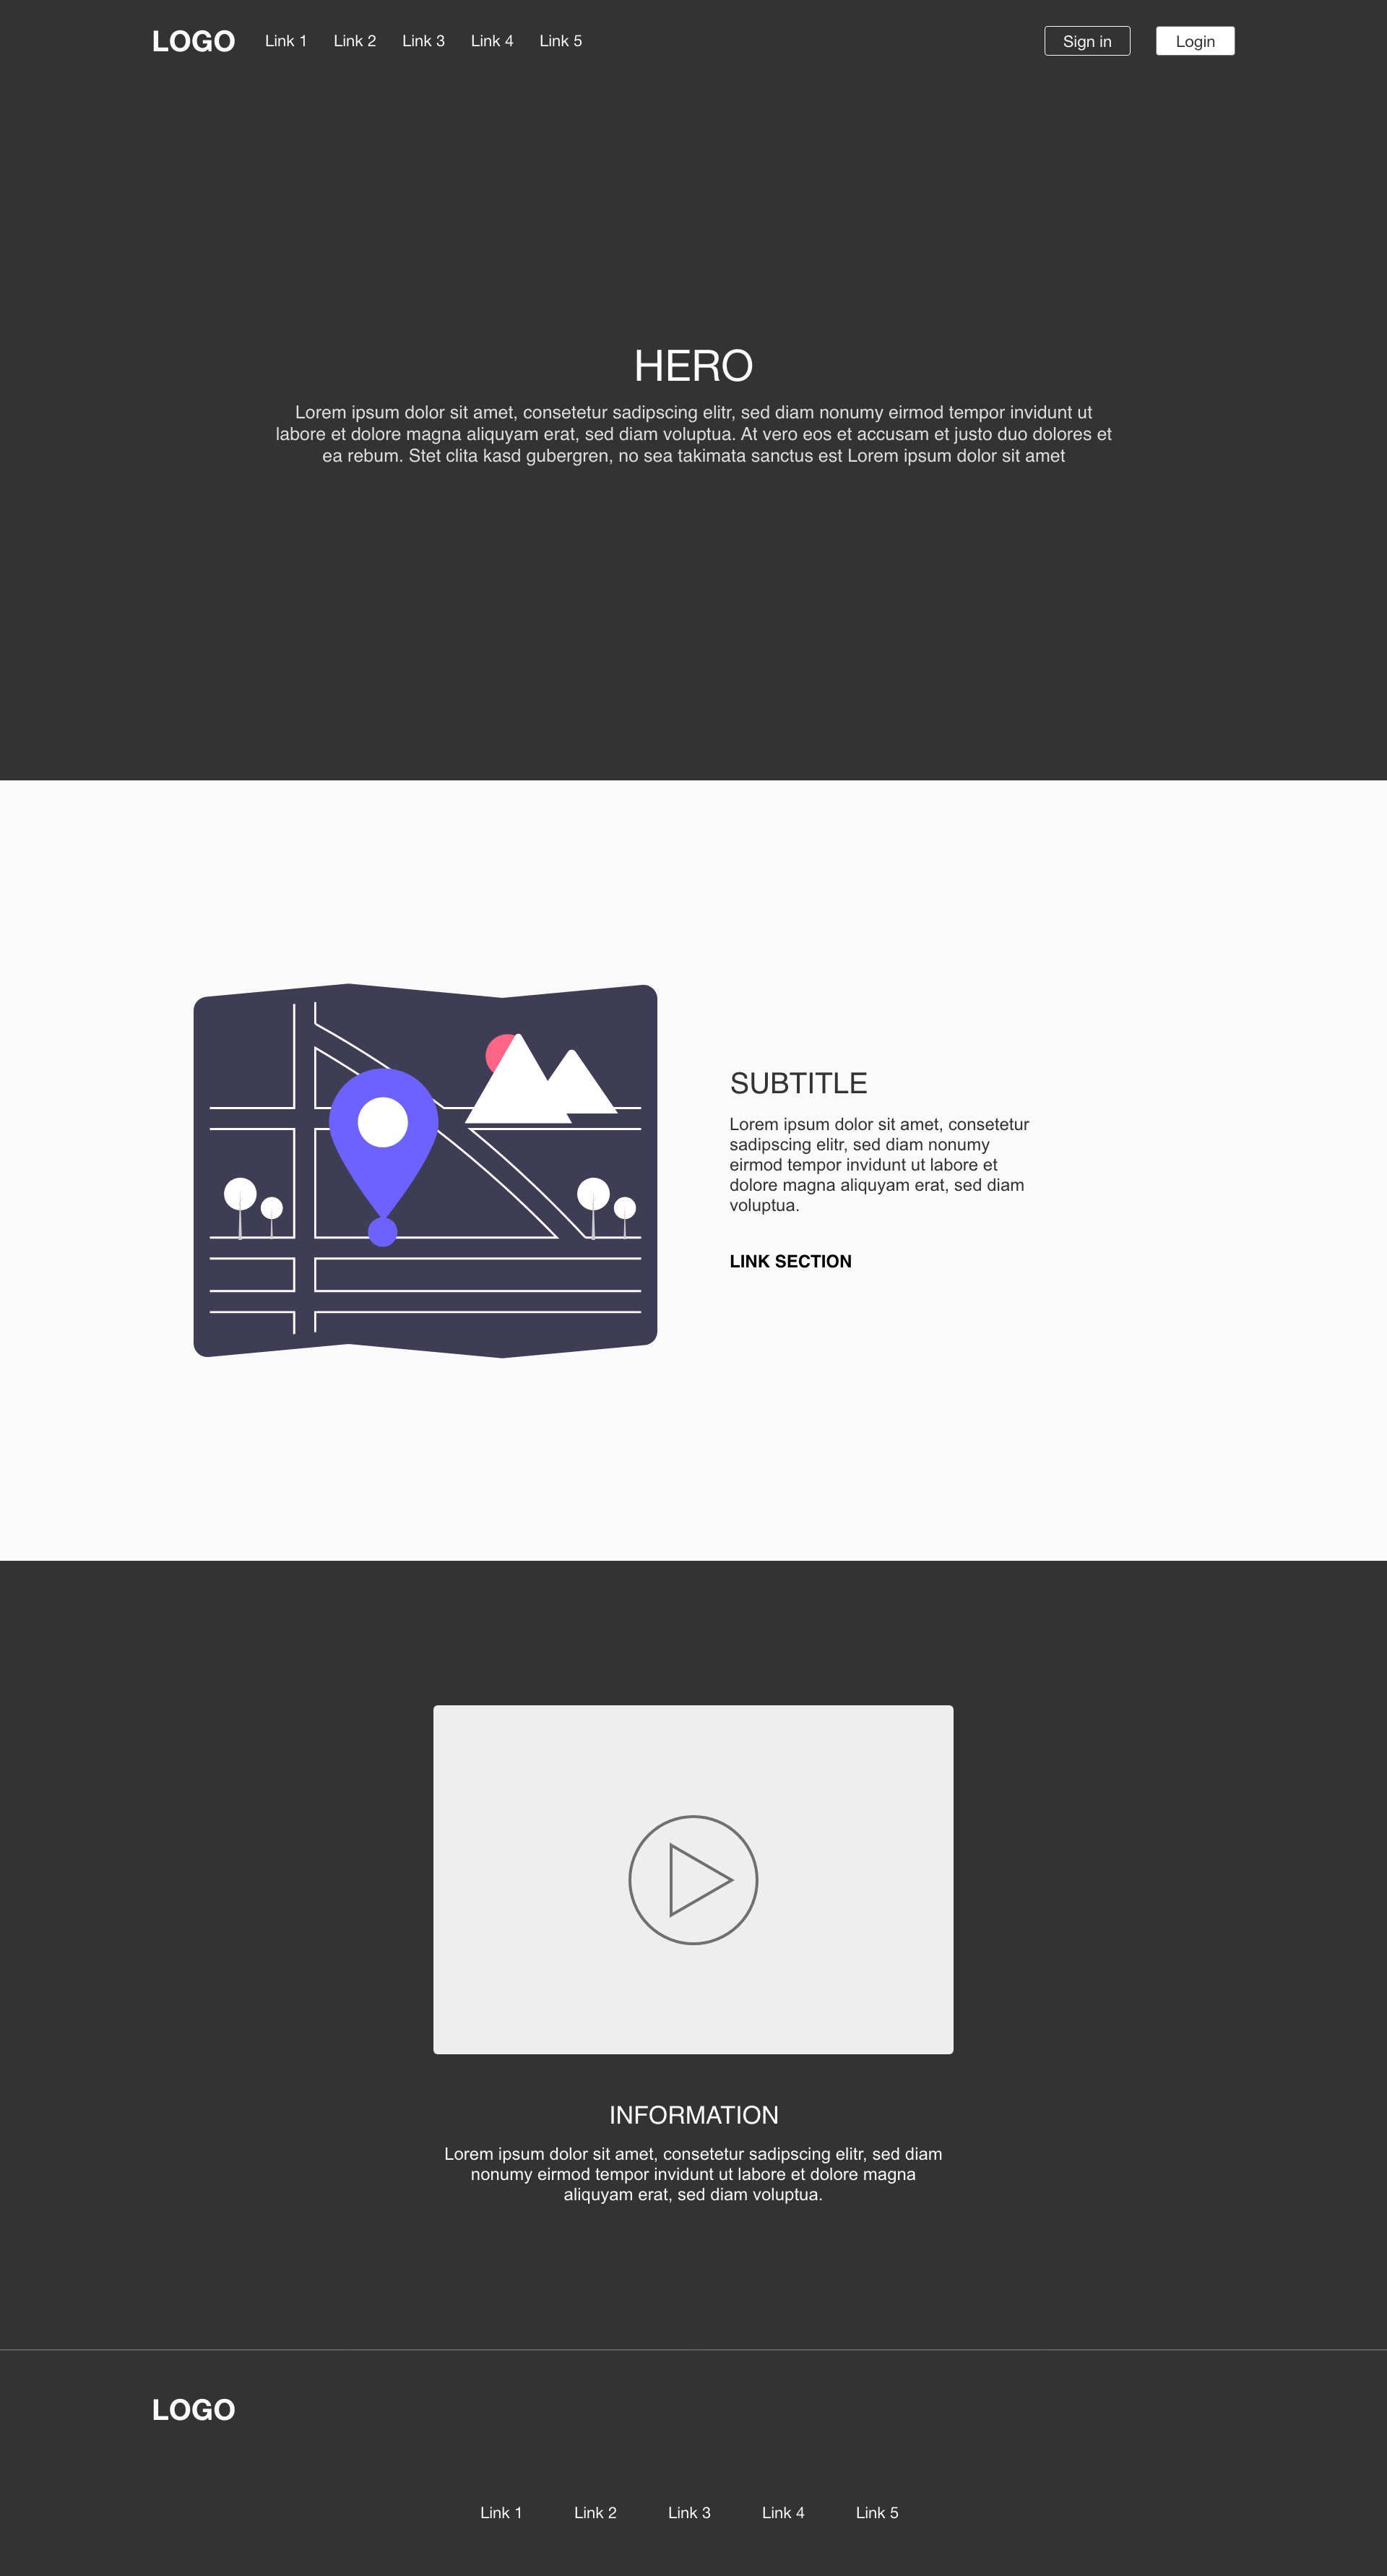 LOGO Link 1 Link 2 Link 3 Link 4 Link 5 Sign in Login
HERO
Lorem ipsum dolor sit amet, consetetur sadipscing elitr, sed diam nonumy eirmod tempor invidunt ut
labore et dolore magna aliquyam erat, sed diam voluptua. At vero eos et accusam et justo duo dolores et
ea rebum. Stet clita kasd gubergren, no sea takimata sanctus est Lorem ipsum dolor sit amet
SUBTITLE
Lorem ipsum dolor sit amet, consetetur
sadipscing elitr, sed diam nonumy
eirmod tempor invidunt ut labore et
dolore magna aliquyam erat, sed diam
voluptua.
LINK SECTION
INFORMATION
Lorem ipsum dolor sit amet, consetetur sadipscing elitr, sed diam
nonumy eirmod tempor invidunt ut labore et dolore magna
aliquyam erat, sed diam voluptua.
LOGO
Link 1 Link 2 Link 3 Link 4 Link 5